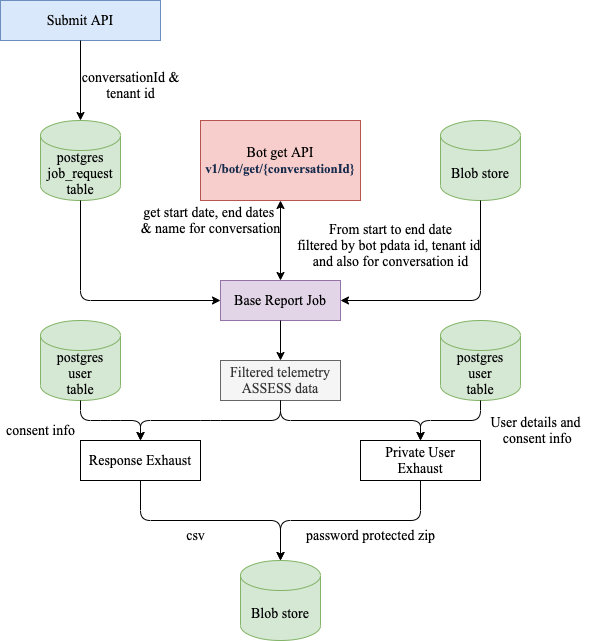 Submit API
conversationId &
tenant id
postgres
job_request
table
Bot get API
v1/bot/get/{conversationId}
Blob store
get start date, end dates
& name for conversation
From start to end date
filtered by bot pdata id, tenant id
and also for conversation id
Base Report Job
postgres
user
table
Filtered telemetry
ASSESS data
postgres
user
table
consent info
User details and
consent info
Response Exhaust
Private User
Exhaust
csv
password protected zip
Blob store